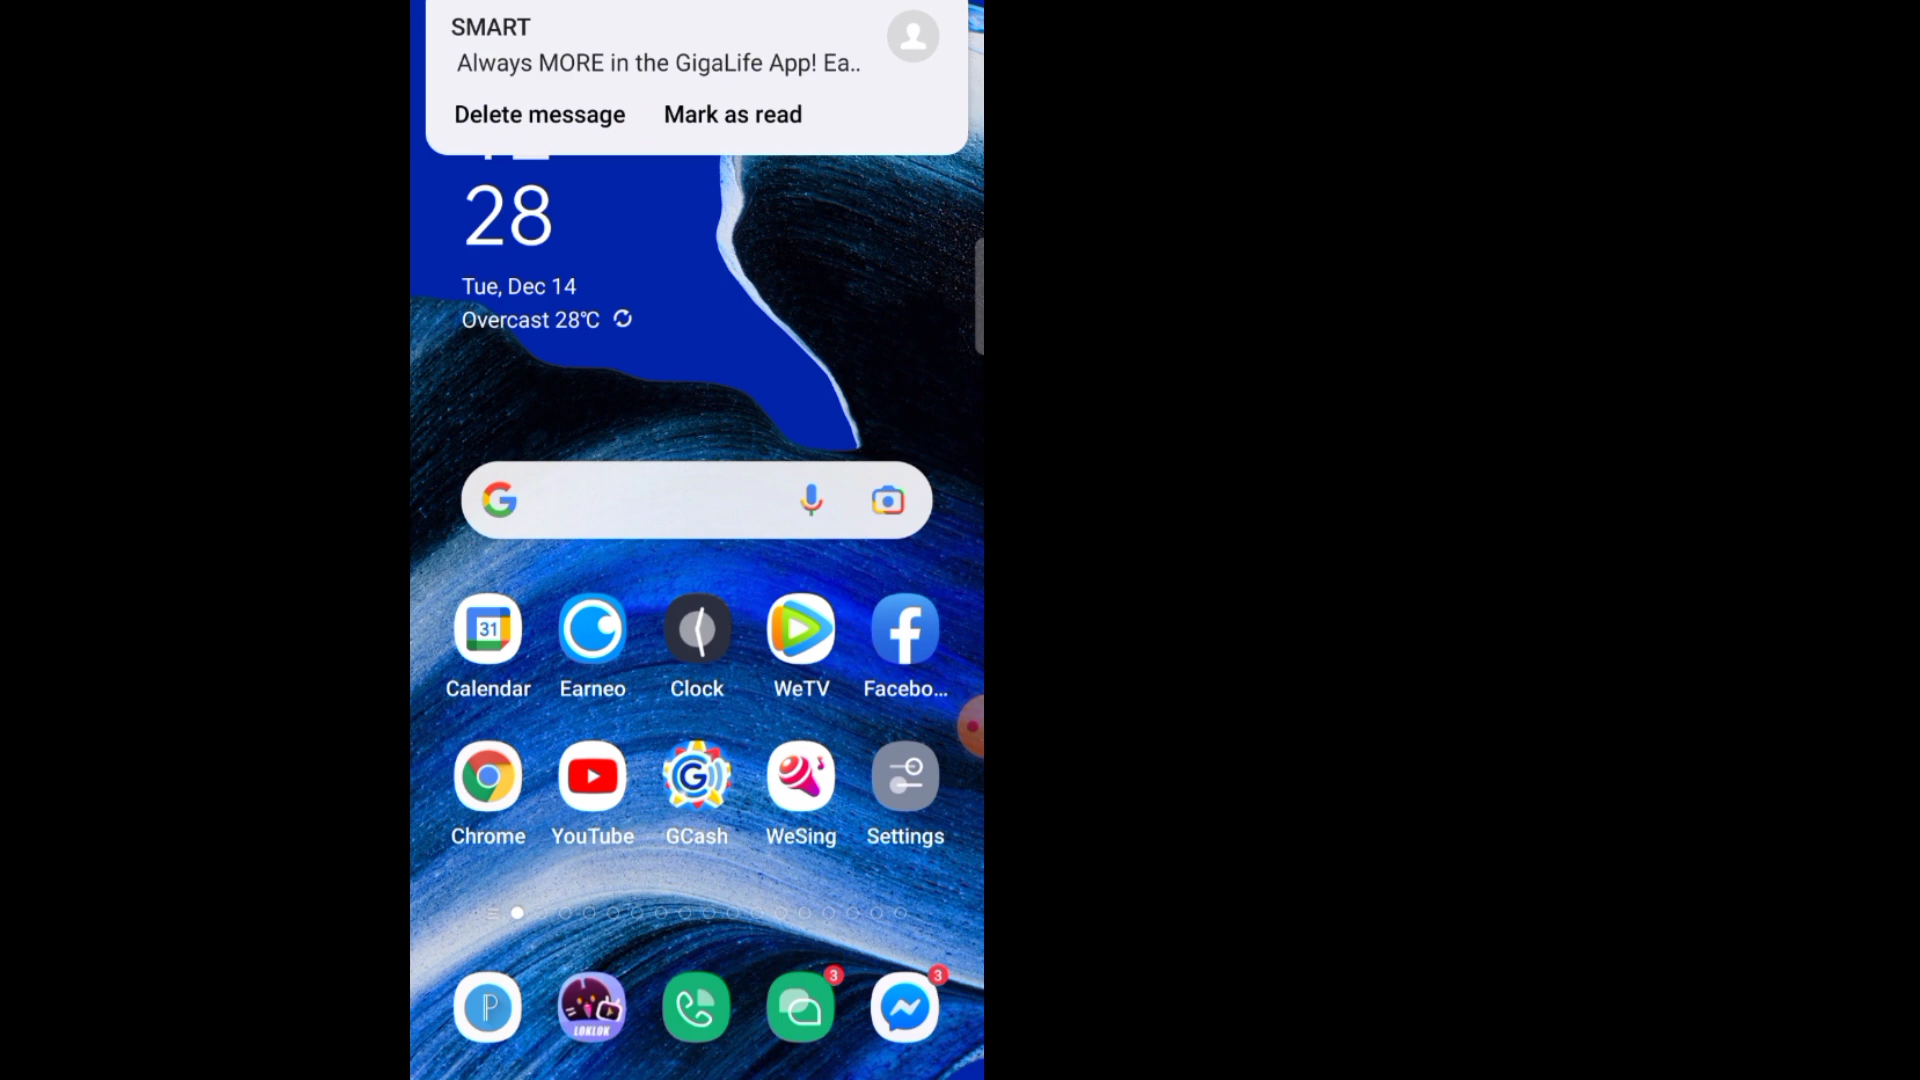 SMART
Always MORE in the GigaLife App! Ea..
Delete message Mark as read
28
Tue, Dec 14
Overcast 28℃
31
Calendar Earneo Clock WeTV Facebo...
Chrome YouTube GCash WeSing Settings
3 3
LOKLOK